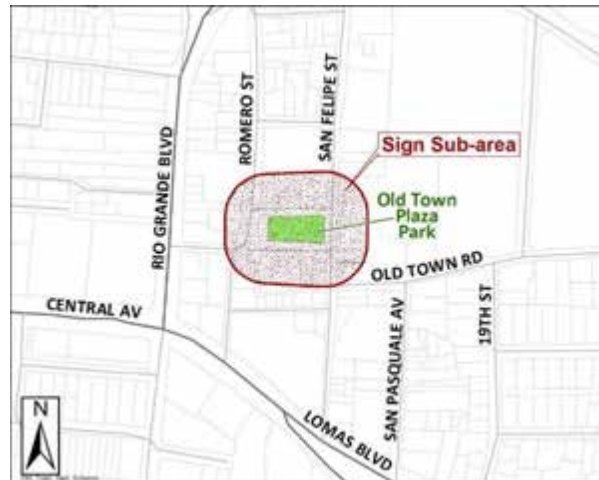 ROMERO ST
SAN FELIPE ST
RIO GRANDE BLVD
Sign Sub-area
Old Town
Plaza
Park
OLD TOWN RD
CENTRAL AV
SAN PASQUALE AV
19TH ST
LOMAS BLVD
N